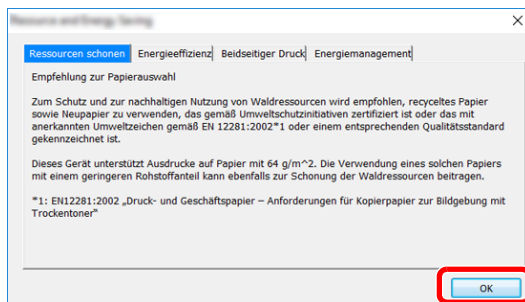 Ressourcen schonen Energieeffizienz Beidseitiger Druck Energiemanagement
Empfehlung zur Papierauswahl
Zum Schutz und zur nachhaltigen Nutzung von Waldressourcen wird empfohlen, recyceltes Papier
sowie Neupapier zu verwenden, das gemäß Umweltschutzinitiativen zertifiziert ist oder das mit
anerkannten Umweltzeichen gemäß EN 12281:2002*1 oder einem entsprechenden Qualitätsstandard
gekennzeichnet ist.
Dieses Gerät unterstützt Ausdrucke auf Papier mit 64 g/m^2. Die Verwendung eines solchen Papiers
mit einem geringeren Rohstoffanteil kann ebenfalls zur Schonung der Waldressourcen beitragen.
*1: EN12281:2002 „Druck- und Geschäftspapier – Anforderungen für Kopierpapier zur Bildgebung mit
Trockentoner“
OK